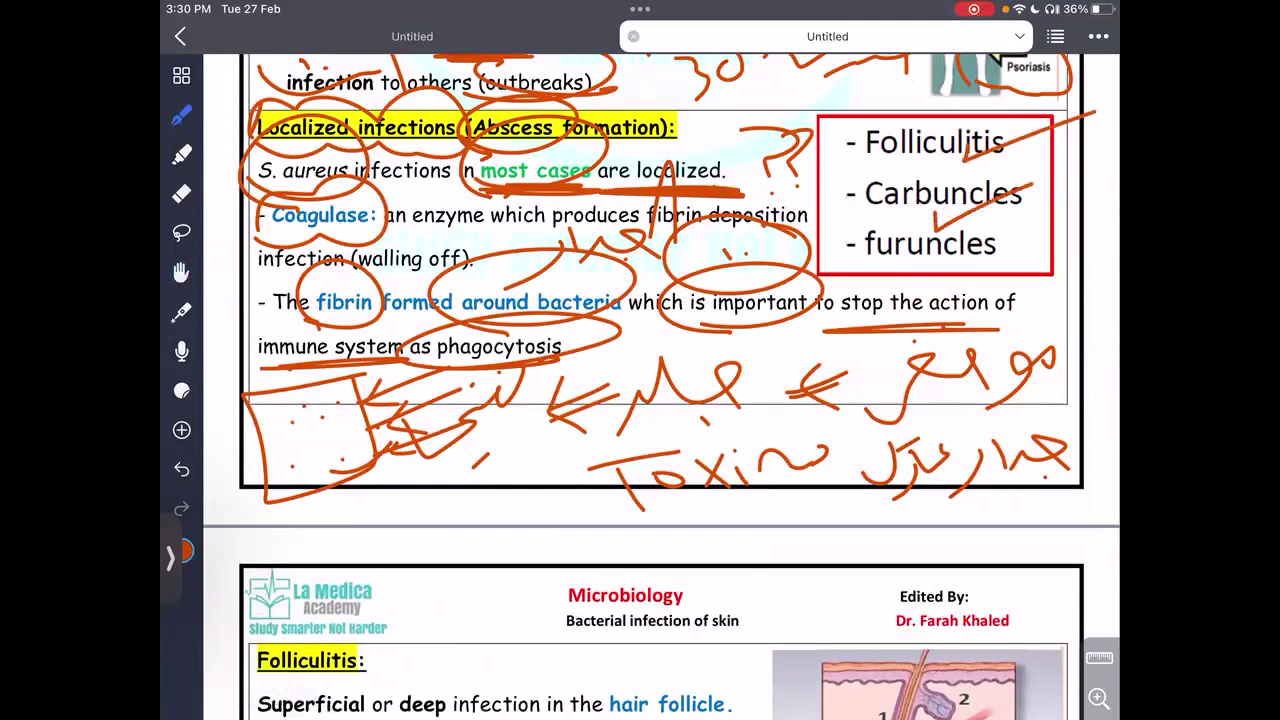 3:30 PM Tue 27 Feb
36%
Untitled
Untitled
infection to others (outbreaks)
Psoriasis
Localized infections (Abscess formation):
S. aureus infections in most cases are localized.
??
- Coagulase: an enzyme which produces fibrin deposition
infection (walling off).
- The fibrin formed around bacteria which is important to stop the action of
immune system as phagocytosis
- Folliculitis
- Carbuncles
- furuncles
Toxin
La Medica
Academy
Study Smarter Not Harder
Microbiology
Bacterial infection of skin
Edited By:
Dr. Farah Khaled
Folliculitis:
Superficial or deep infection in the hair follicle.
1
2